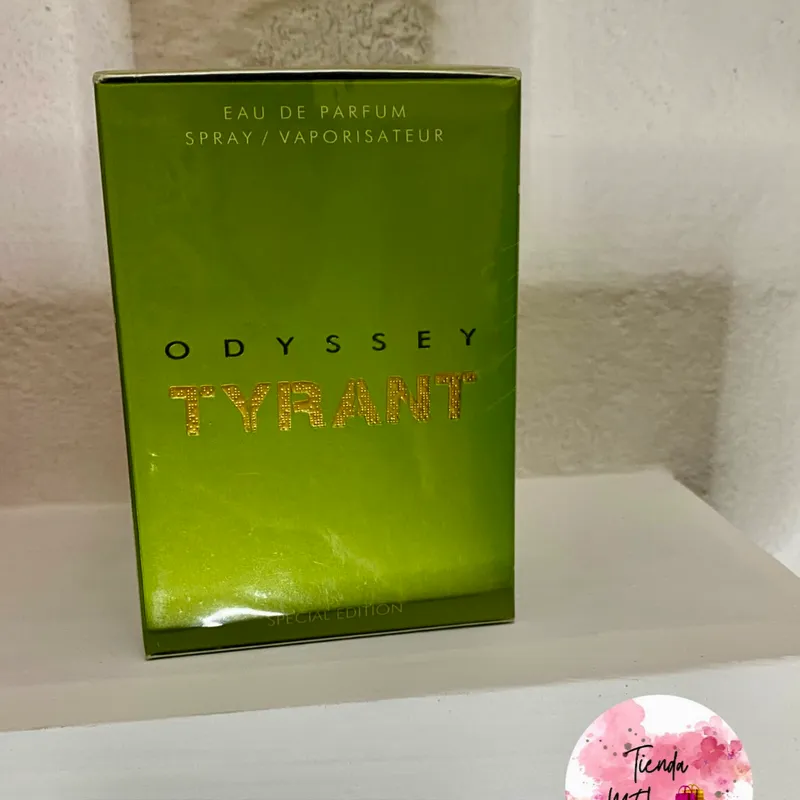 EAU DE PARFUM
SPRAY / VAPORISATEUR
ODYSSEY
TYRANT
SPECIAL EDITION
Tienda